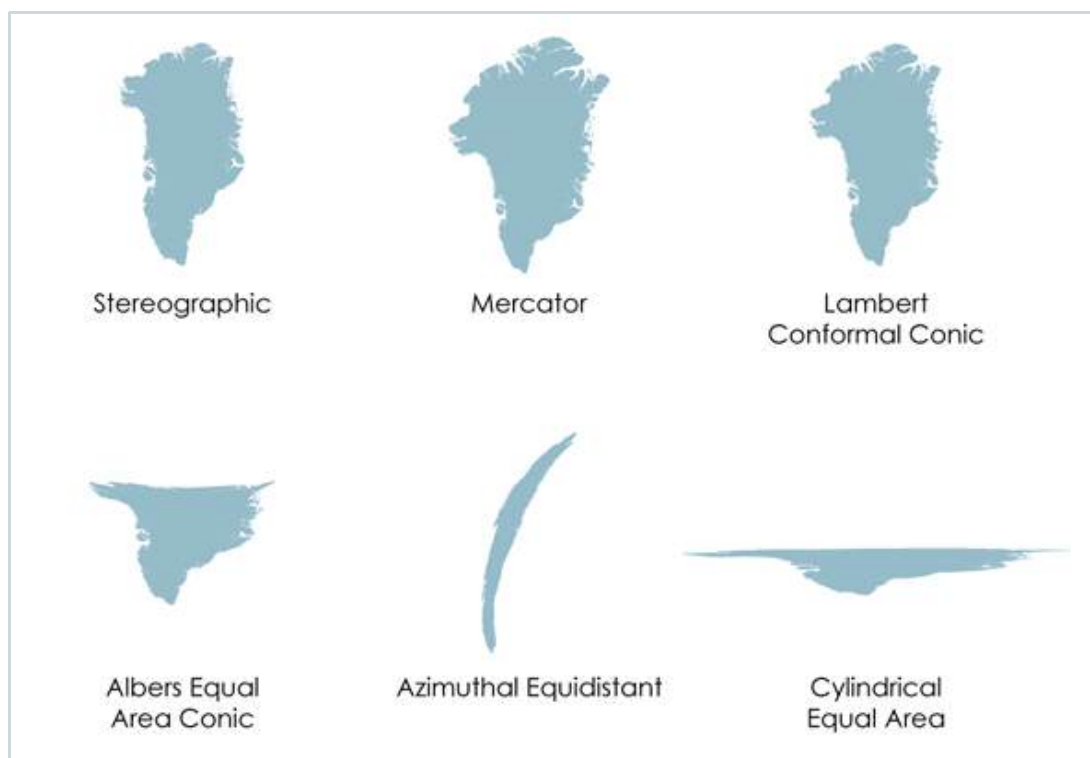 Stereographic
Mercator
Lambert
Conformal Conic
Albers Equal
Area Conic
Azimuthal Equidistant
Cylindrical
Equal Area